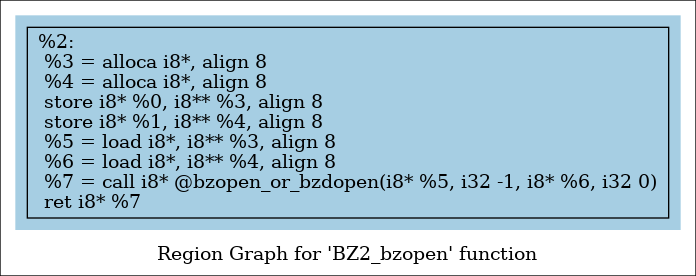 %2:
%3 = alloca i8*, align 8
%4 = alloca i8*, align 8
store i8* %0, i8** %3, align 8
store i8* %1, i8** %4, align 8
%5 = load i8*, i8** %3, align 8
%6 = load i8*, i8** %4, align 8
%7 = call i8* @bzopen_or_bzdopen(i8* %5, i32 -1, i8* %6, i32 0)
ret i8* %7
Region Graph for 'BZ2_bzopen' function